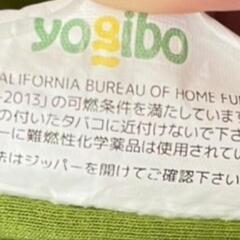 yogibo
ALIFORNIA BUREAU OF HOME FU
-2013」の可燃条件を満たしています
の付いたタバコに近付けないで下さ
ーに難燃性化学薬品は使用されてい
法はジッパーを開けてご確認下さい